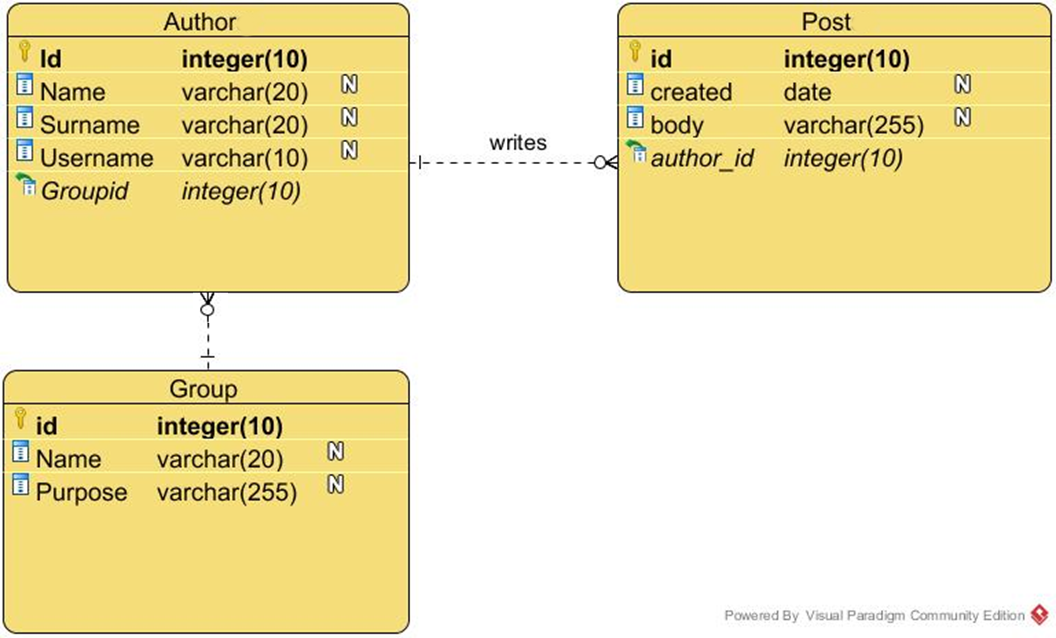 Author
Id integer(10)
Name varchar(20) N
Surname varchar(20) N
Username varchar(10) N
Groupid integer(10)
writes
Post
id integer(10)
created date N
body varchar(255) N
author_id integer(10)
Group
id integer(10)
Name varchar(20) N
Purpose varchar(255) N
Powered By Visual Paradigm Community Edition